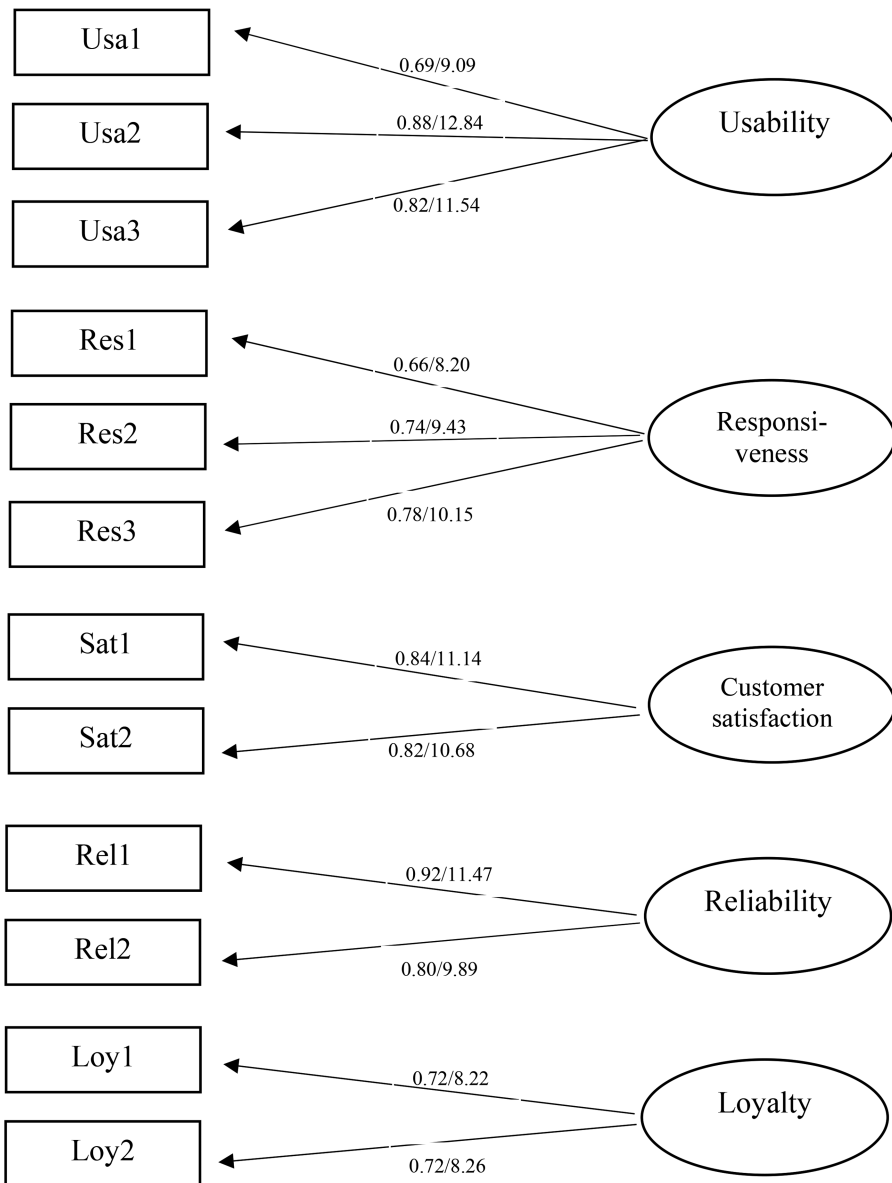 Usa1
0.69/9.09
Usability
0.88/12.84
Usa2
0.82/11.54
Usa3
Res1
0.66/8.20
Responsi-
veness
0.74/9.43
Res2
0.78/10.15
Res3
Sat1
0.84/11.14
Customer
satisfaction
Sat2
0.82/10.68
Rel1
0.92/11.47
Reliability
Rel2
0.80/9.89
Loy1
0.72/8.22
Loyalty
Loy2
0.72/8.26